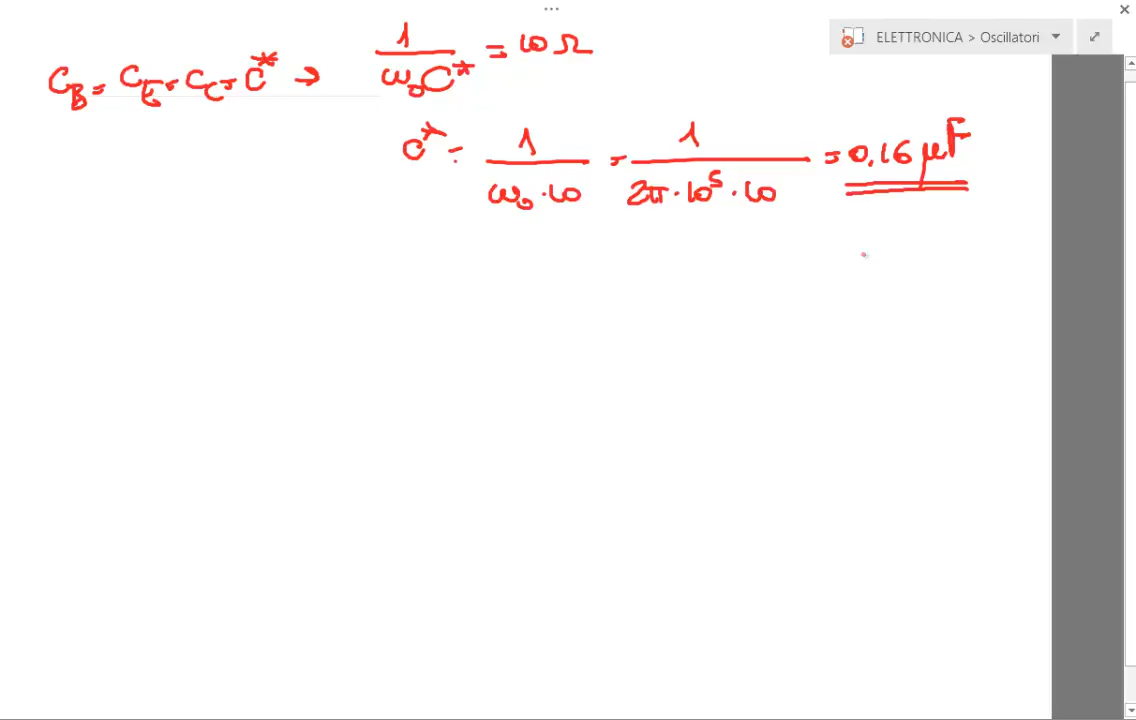 ELETTRONICA > Oscillatori
C_B = C_E = C_C = C* → 1/(ω₀C*) = 10 Ω
C* = 1/(ω₀·10) = 1/(2π·10⁵·10) = 0.16 μF